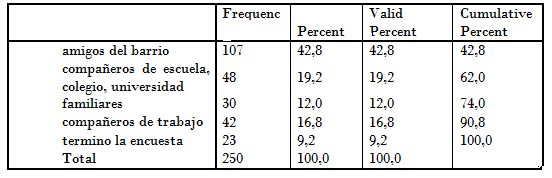 Frequenc Valid Cumulative
Percent Percent Percent
amigos del barrio 107 42,8 42,8 42,8
compañeros de escuela,
colegio, universidad 48 19,2 19,2 62,0
familiares 30 12,0 12,0 74,0
compañeros de trabajo 42 16,8 16,8 90,8
termino la encuesta 23 9,2 9,2 100,0
Total 250 100,0 100,0